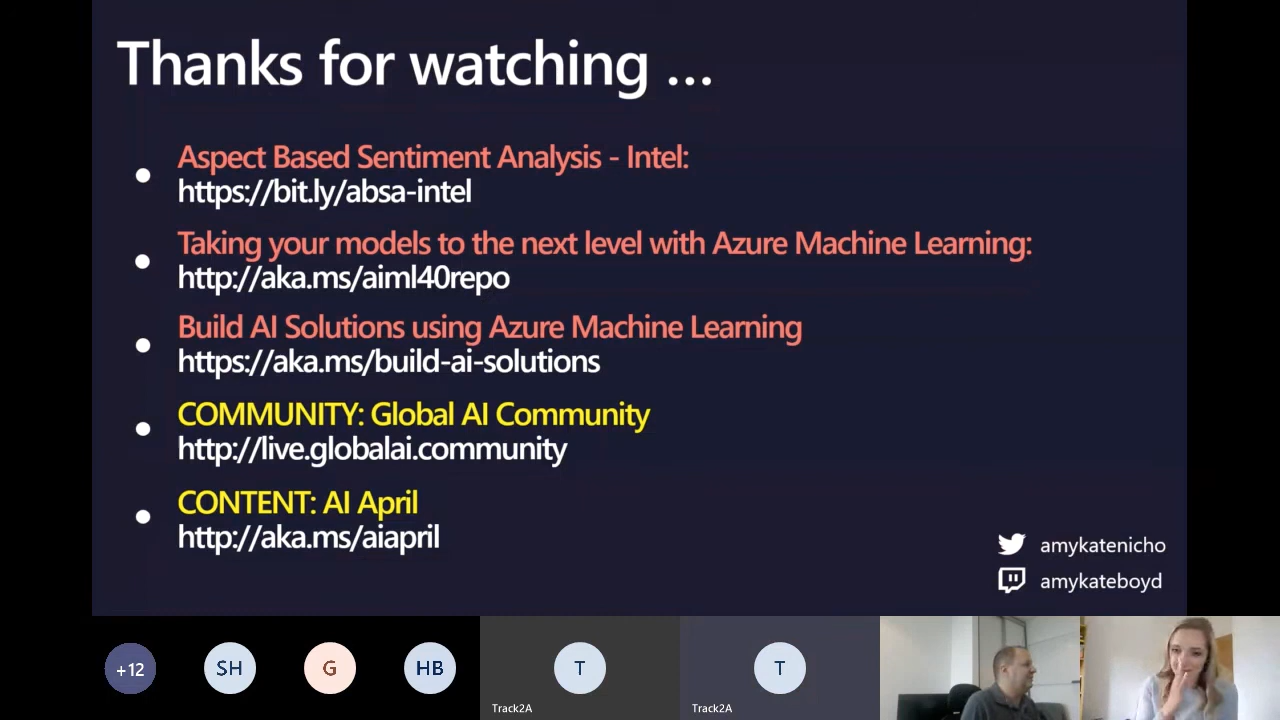 Thanks for watching ...
Aspect Based Sentiment Analysis - Intel:
https://bit.ly/absa-intel
Taking your models to the next level with Azure Machine Learning:
http://aka.ms/aiml40repo
Build AI Solutions using Azure Machine Learning
https://aka.ms/build-ai-solutions
COMMUNITY: Global AI Community
http://live.globalai.community
CONTENT: AI April
http://aka.ms/aiapril
amykatenicho
amykateboyd
+12
SH
G
HB
T
T
Track2A
Track2A